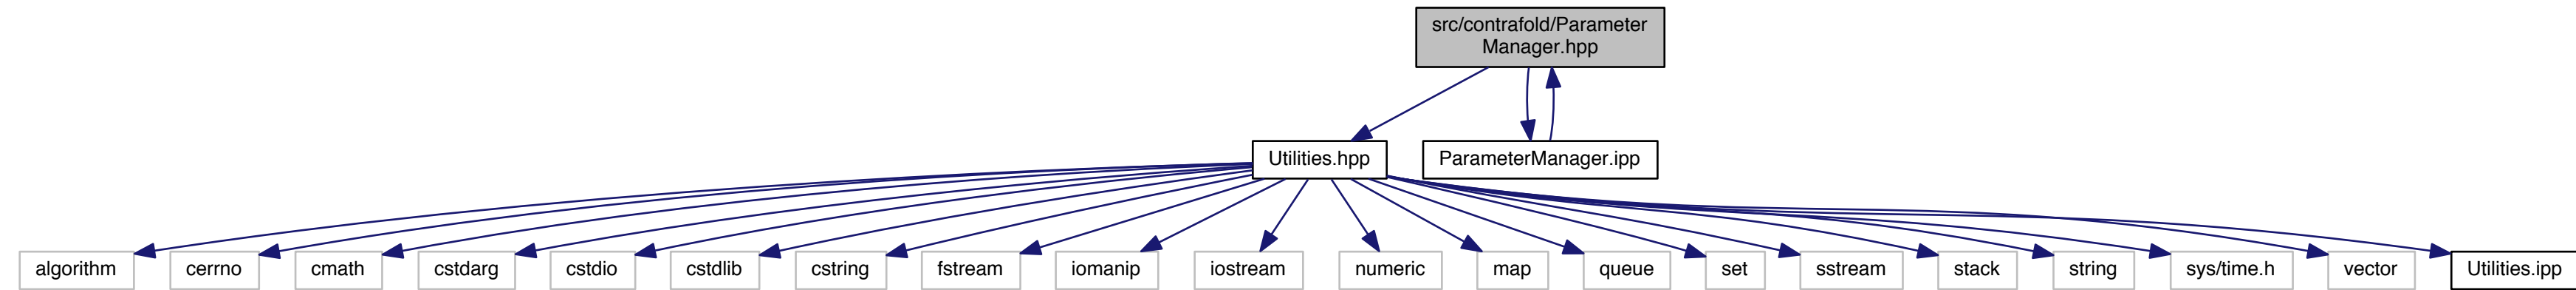 src/contrafold/Parameter
Manager.hpp
Utilities.hpp
ParameterManager.ipp
algorithm
cerrno
cmath
cstdarg
cstdio
cstdlib
cstring
fstream
iomanip
iostream
numeric
map
queue
set
sstream
stack
string
sys/time.h
vector
Utilities.ipp